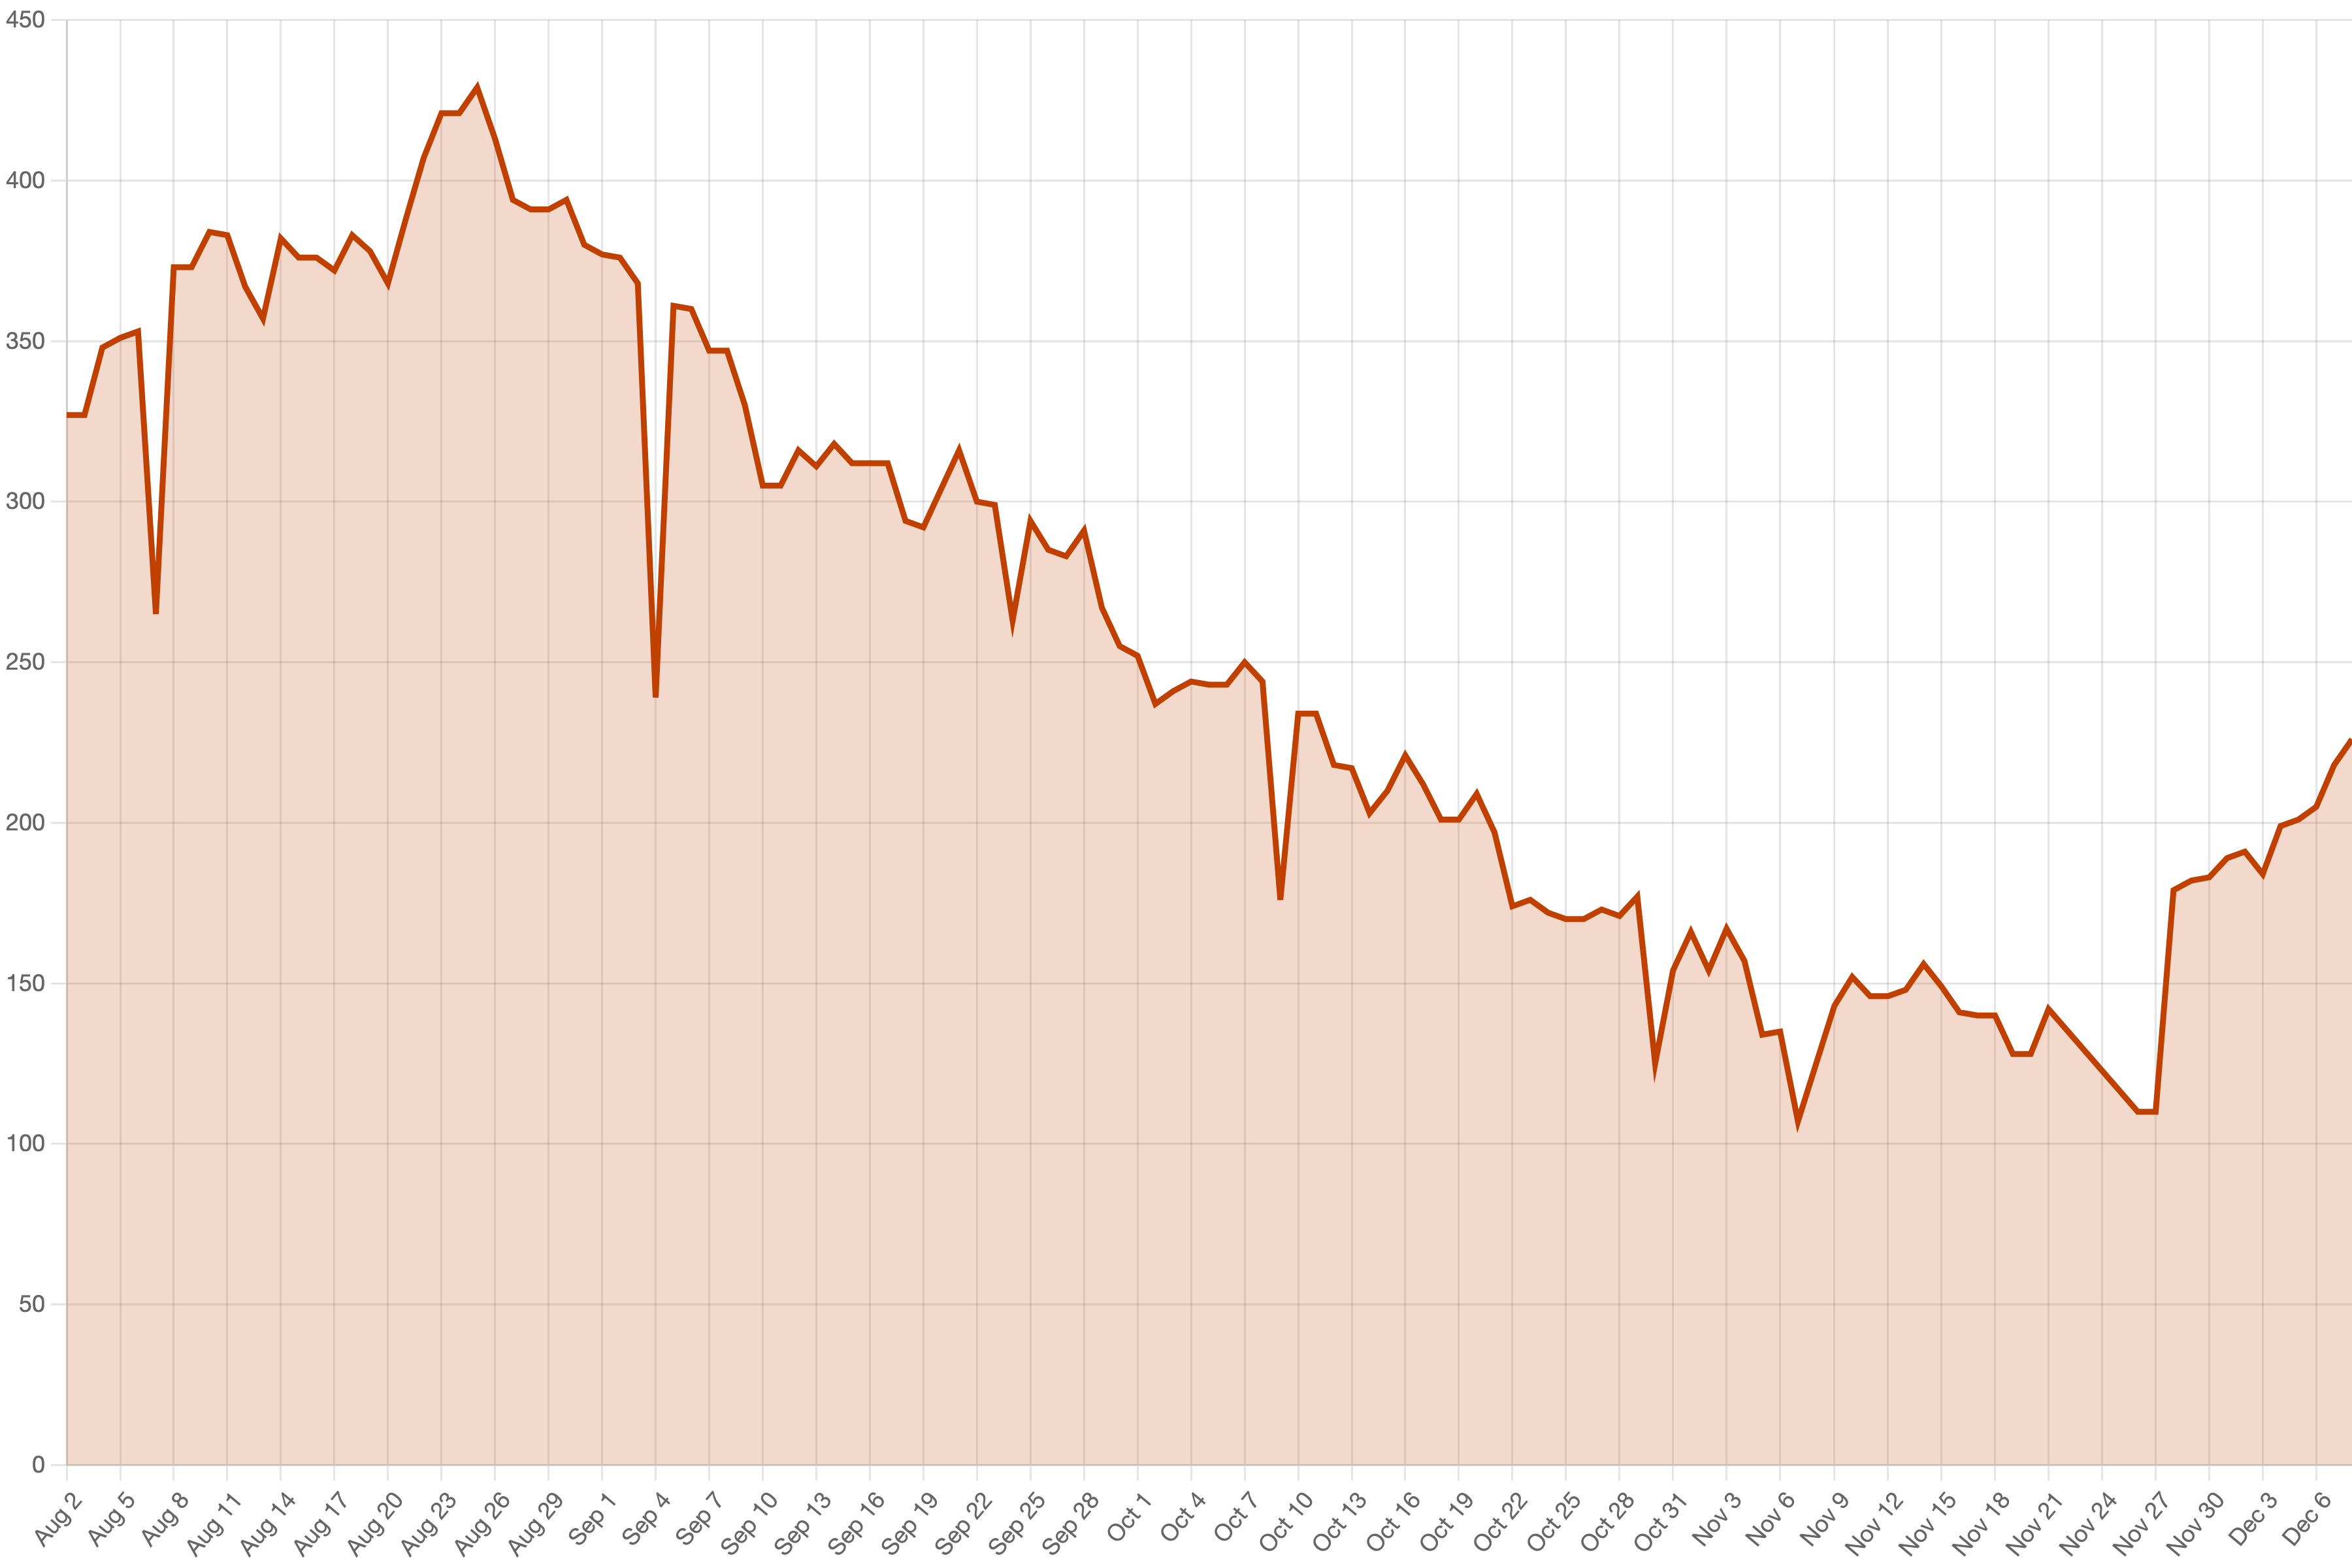 450
400
350
300
250
200
150
100
50
0
Aug 2
Aug 5
Aug 8
Aug 11
Aug 14
Aug 17
Aug 20
Aug 23
Aug 26
Aug 29
Sep 1
Sep 4
Sep 7
Sep 10
Sep 13
Sep 16
Sep 19
Sep 22
Sep 25
Sep 28
Oct 1
Oct 4
Oct 7
Oct 10
Oct 13
Oct 16
Oct 19
Oct 22
Oct 25
Oct 28
Oct 31
Nov 3
Nov 6
Nov 9
Nov 12
Nov 15
Nov 18
Nov 21
Nov 24
Nov 27
Nov 30
Dec 3
Dec 6